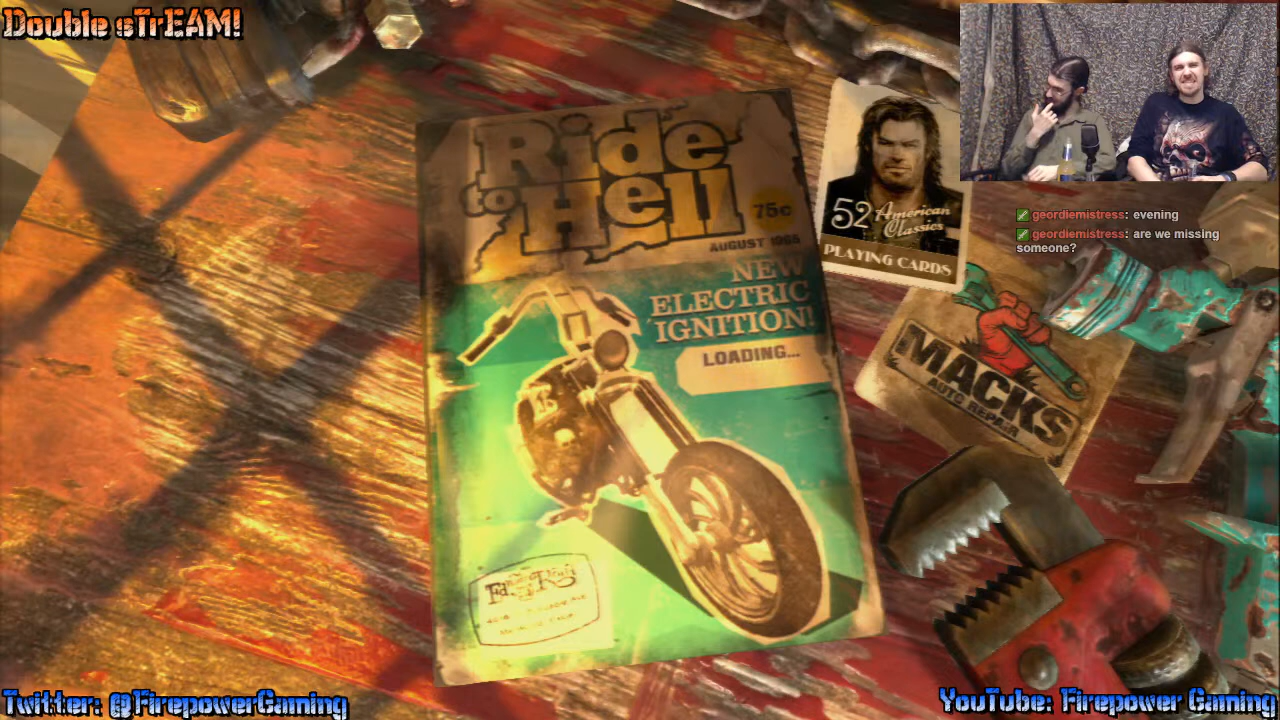 Double sTrEAM!
Ride
to Hell
75c
AUGUST 1965
NEW
ELECTRIC
IGNITION!
LOADING...
52 American
Classics
PLAYING CARDS
geordiemistress: evening
geordiemistress: are we missing
someone?
MACKS
AUTO REPAIR
Twitter: @FirepowerGaming
YouTube: Firepower Gaming